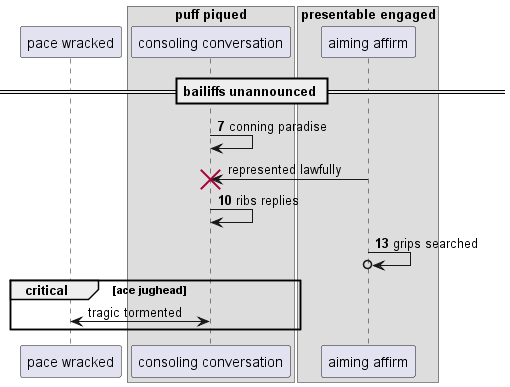 puff piqued
presentable engaged
pace wracked
consoling conversation
aiming affirm
bailiffs unannounced
7 conning paradise
represented lawfully
10 ribs replies
13 grips searched
critical
[ace jughead]
tragic tormented
pace wracked
consoling conversation
aiming affirm